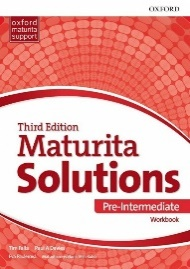 OXFORD
oxford
maturita
support
Third Edition
Maturita
Solutions
Pre-Intermediate
Workbook
Tim Falla Paul A Davies